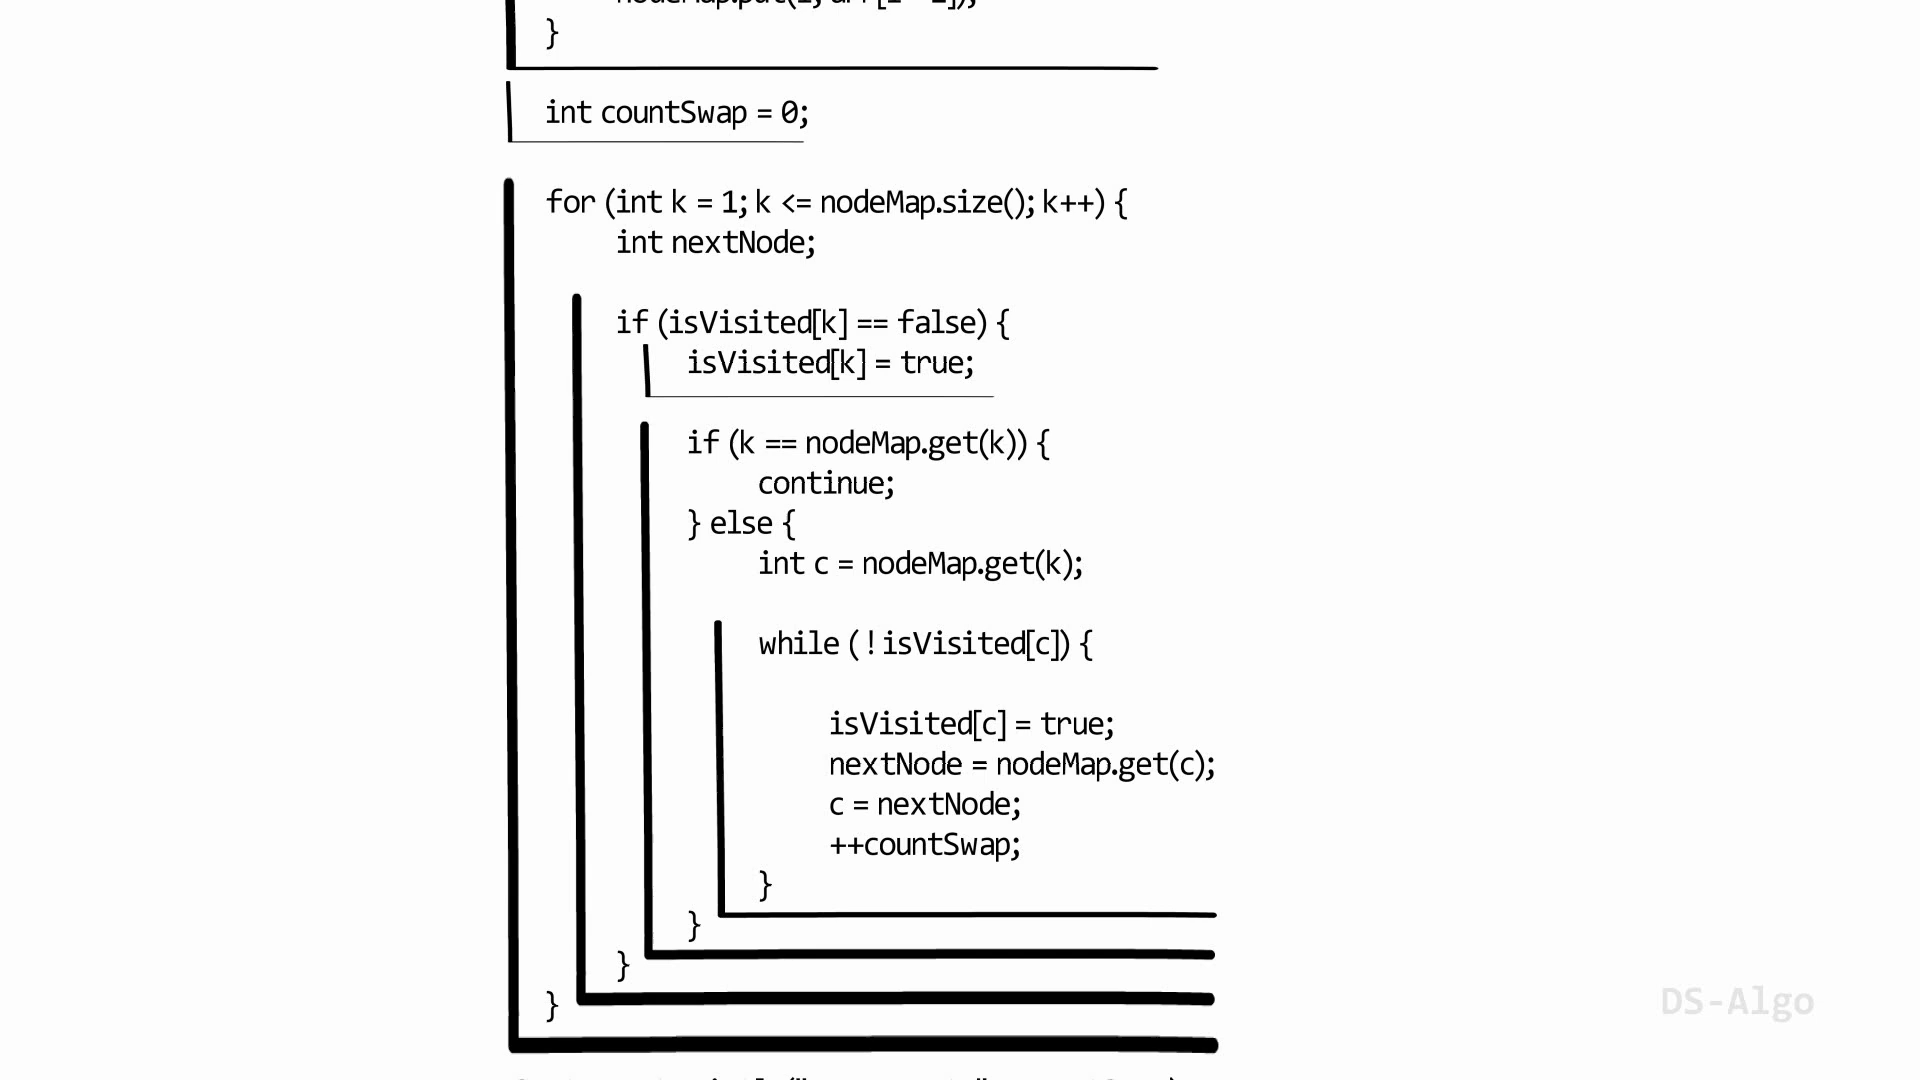 }
int countSwap = 0;
for (int k = 1; k <= nodeMap.size(); k++) {
int nextNode;
if (isVisited[k] == false) {
isVisited[k] = true;
if (k == nodeMap.get(k)) {
continue;
} else {
int c = nodeMap.get(k);
while (!isVisited[c]) {
isVisited[c] = true;
nextNode = nodeMap.get(c);
c = nextNode;
++countSwap;
}
}
}
}
DS-Algo